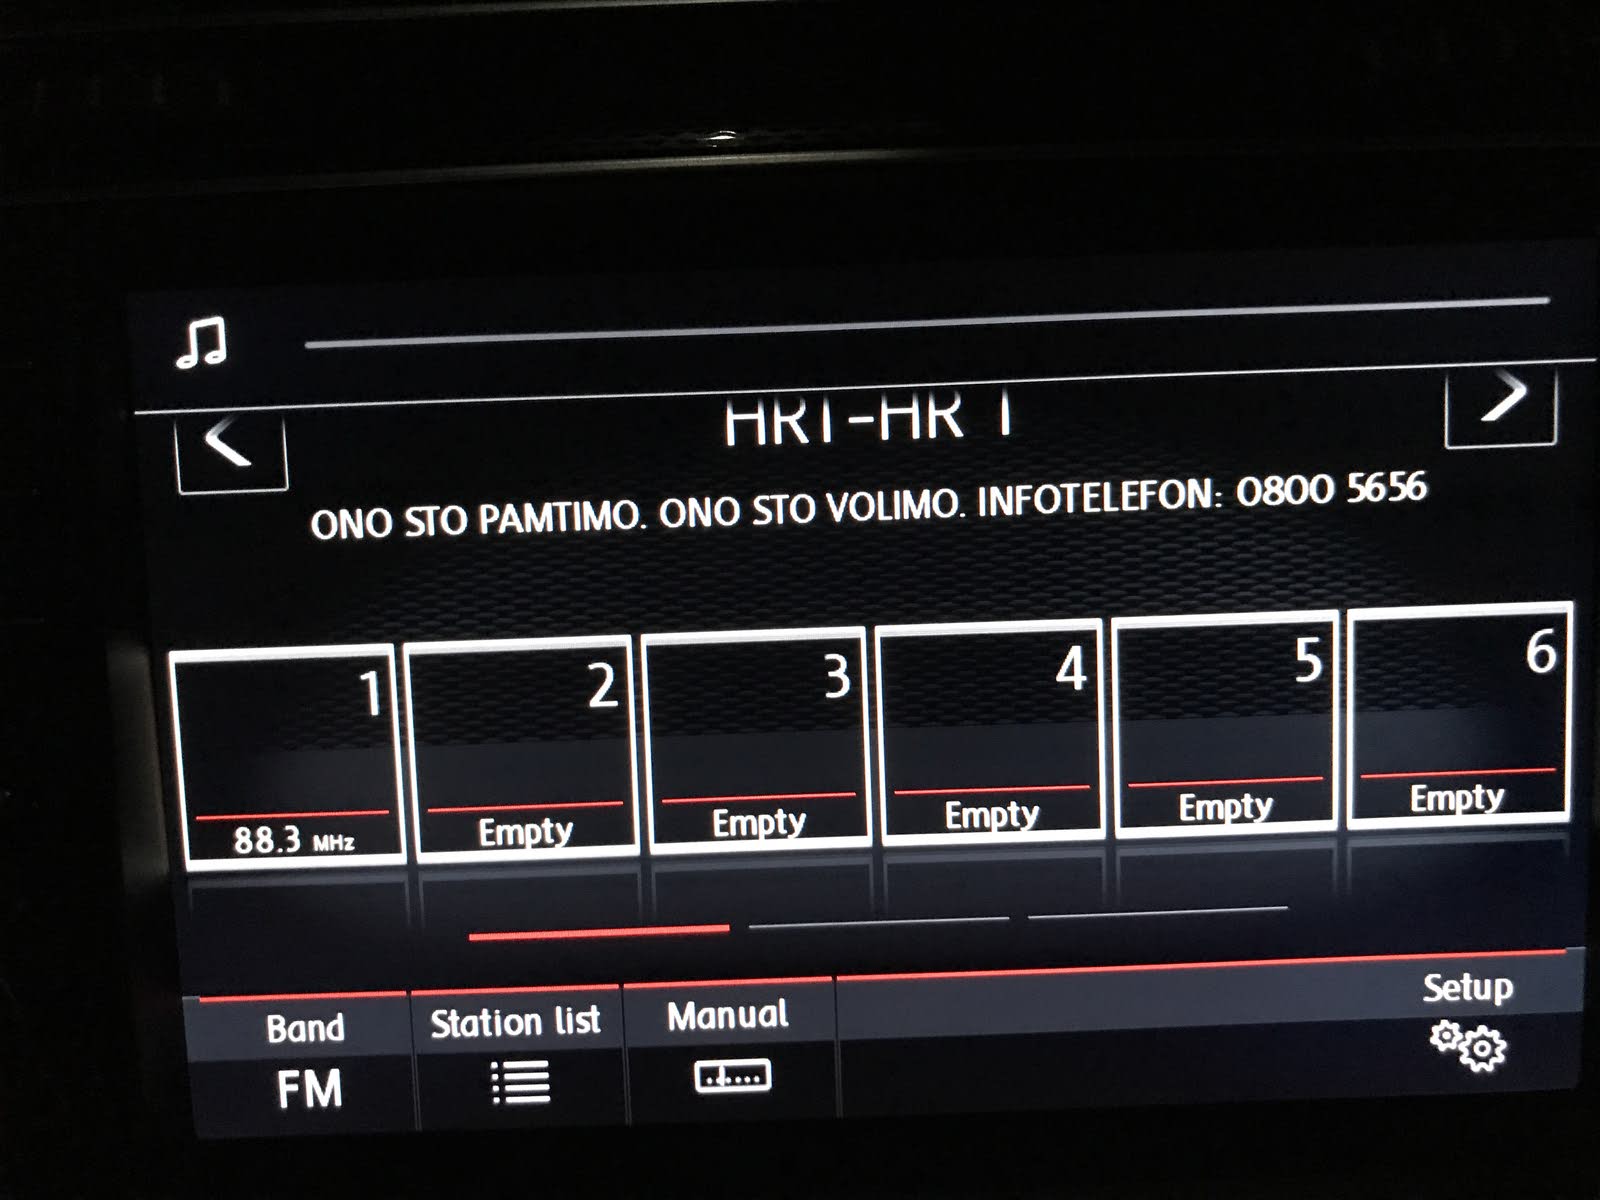 HR1-HR 1
ONO STO PAMTIMO. ONO STO VOLIMO. INFOTELEFON: 0800 5656
1 2 3 4 5 6
88.3 MHz Empty Empty Empty Empty Empty
Band Station list Manual Setup
FM